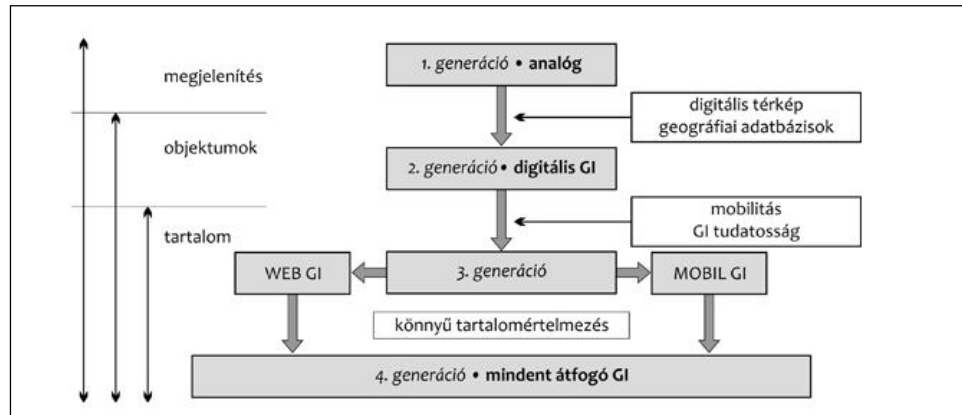 1. generáció • analóg
megjelenítés
digitális térkép
geográfiai adatbázisok
objektumok
2. generáció • digitális GI
mobilitás
GI tudatosság
tartalom
WEB GI
3. generáció
MOBIL GI
könnyű tartalomértelmezés
4. generáció • mindent átfogó GI